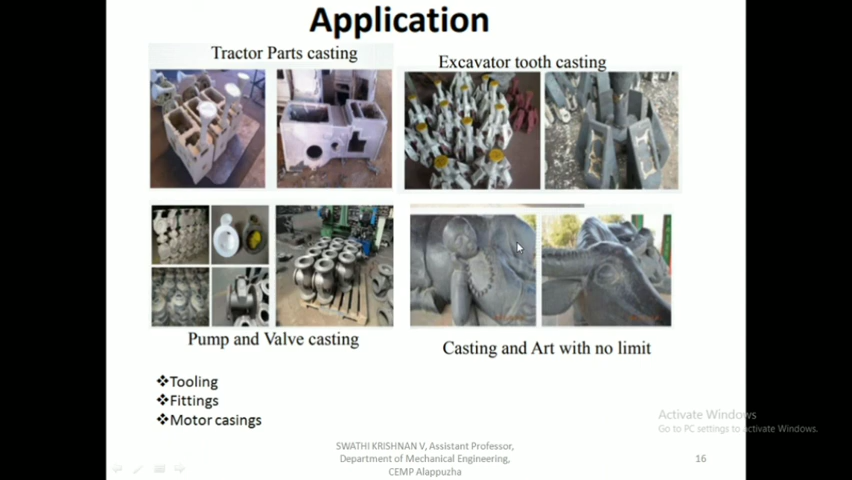 Application
Tractor Parts casting
Excavator tooth casting
Pump and Valve casting
Casting and Art with no limit
❖Tooling
❖Fittings
❖Motor casings
Activate Windows
Go to PC settings to activate Windows.
SWATHI KRISHNAN V, Assistant Professor,
Department of Mechanical Engineering,
CEMP Alappuzha
16